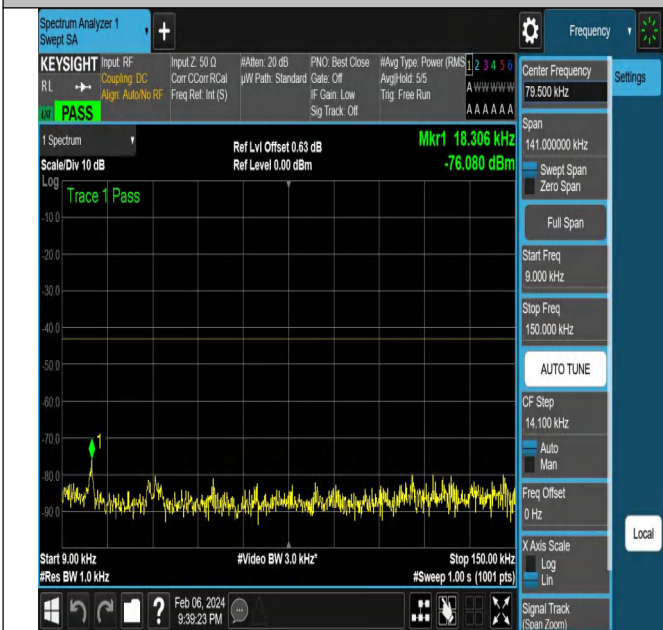 Spectrum Analyzer 1
Swept SA
+
Frequency
KEYSIGHT
RL
LXI
PASS
Input: RF
Coupling: DC
Align: Auto/No RF
Input Z: 50 Ω
Corr CCorr RCal
Freq Ref: Int (S)
#Atten: 20 dB
µW Path: Standard
PNO: Best Close
Gate: Off
IF Gain: Low
Sig Track: Off
#Avg Type: Power (RMS
Avg|Hold: 5/5
Trig: Free Run
1 2 3 4 5 6
A W W W W W
A A A A A A
1 Spectrum
Scale/Div 10 dB
Ref Lvl Offset 0.63 dB
Ref Level 0.00 dBm
Mkr1 18.306 kHz
-76.080 dBm
Log
Trace 1 Pass
-10.0
-20.0
-30.0
-40.0
-50.0
-60.0
-70.0
-80.0
-90.0
1
Start 9.00 kHz
#Res BW 1.0 kHz
#Video BW 3.0 kHz*
Stop 150.00 kHz
#Sweep 1.00 s (1001 pts)
?
Feb 06, 2024
9:39:23 PM
Center Frequency
79.500 kHz
Settings
Span
141.000000 kHz
Swept Span
Zero Span
Full Span
Start Freq
9.000 kHz
Stop Freq
150.000 kHz
AUTO TUNE
CF Step
14.100 kHz
Auto
Man
Freq Offset
0 Hz
Local
X Axis Scale
Log
Lin
Signal Track
(Span Zoom)